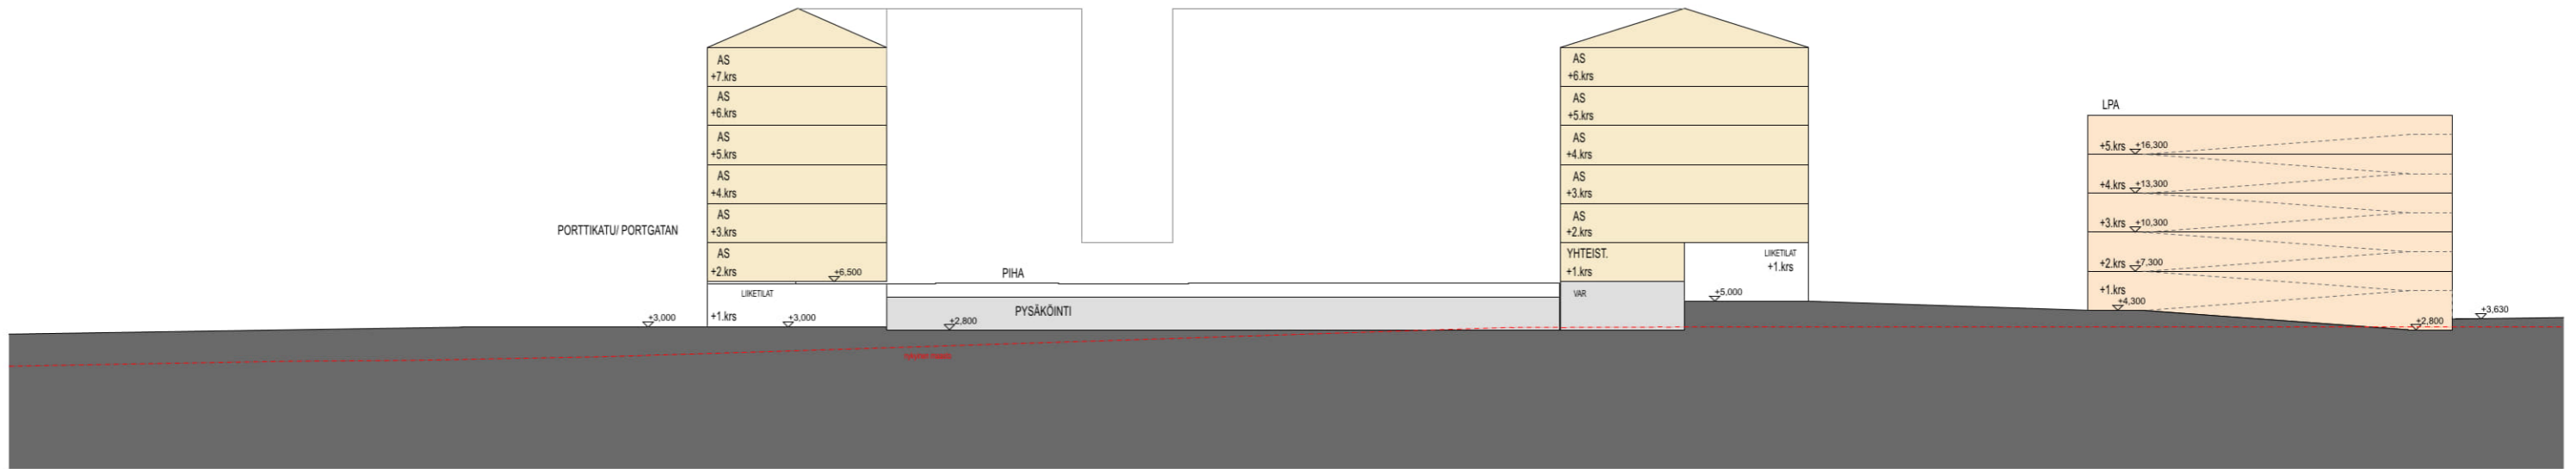 AS
+7.krs
AS
+6.krs
AS
+5.krs
AS
+4.krs
AS
+3.krs
AS
+2.krs
+6,500
LIIKETILAT
+1.krs
+3,000
PORTTIKATU/ PORTGATAN
+3,000
PIHA
PYSÄKÖINTI
+2,800
AS
+6.krs
AS
+5.krs
AS
+4.krs
AS
+3.krs
AS
+2.krs
YHTEIST.
+1.krs
VAR
LIIKETILAT
+1.krs
+5,000
LPA
+5.krs +16,300
+4.krs +13,300
+3.krs +10,300
+2.krs +7,300
+1.krs
+4,300
+2,800
+3,630